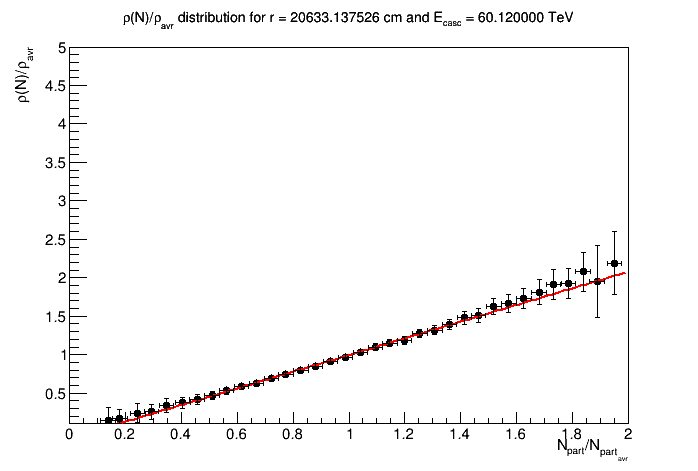 ρ(N)/ρavr distribution for r = 20633.137526 cm and Ecasc = 60.120000 TeV
ρ(N)/ρavr
5
4.5
4
3.5
3
2.5
2
1.5
1
0.5
0 0.2 0.4 0.6 0.8 1 1.2 1.4 1.6 1.8 2
Npart/Npartavr